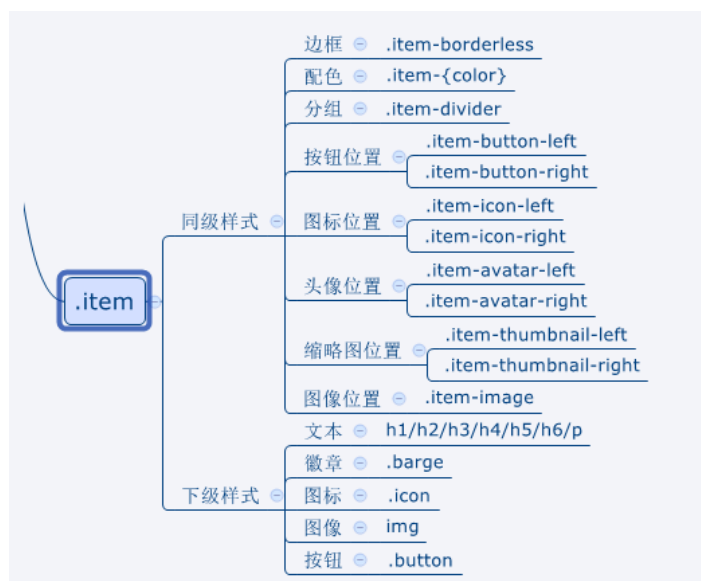 边框 .item-borderless
配色 .item-{color}
分组 .item-divider
按钮位置 .item-button-left
.item-button-right
同级样式
图标位置 .item-icon-left
.item-icon-right
头像位置 .item-avatar-left
.item-avatar-right
.item
缩略图位置 .item-thumbnail-left
.item-thumbnail-right
图像位置 .item-image
下级样式
文本 h1/h2/h3/h4/h5/h6/p
徽章 .barge
图标 .icon
图像 img
按钮 .button